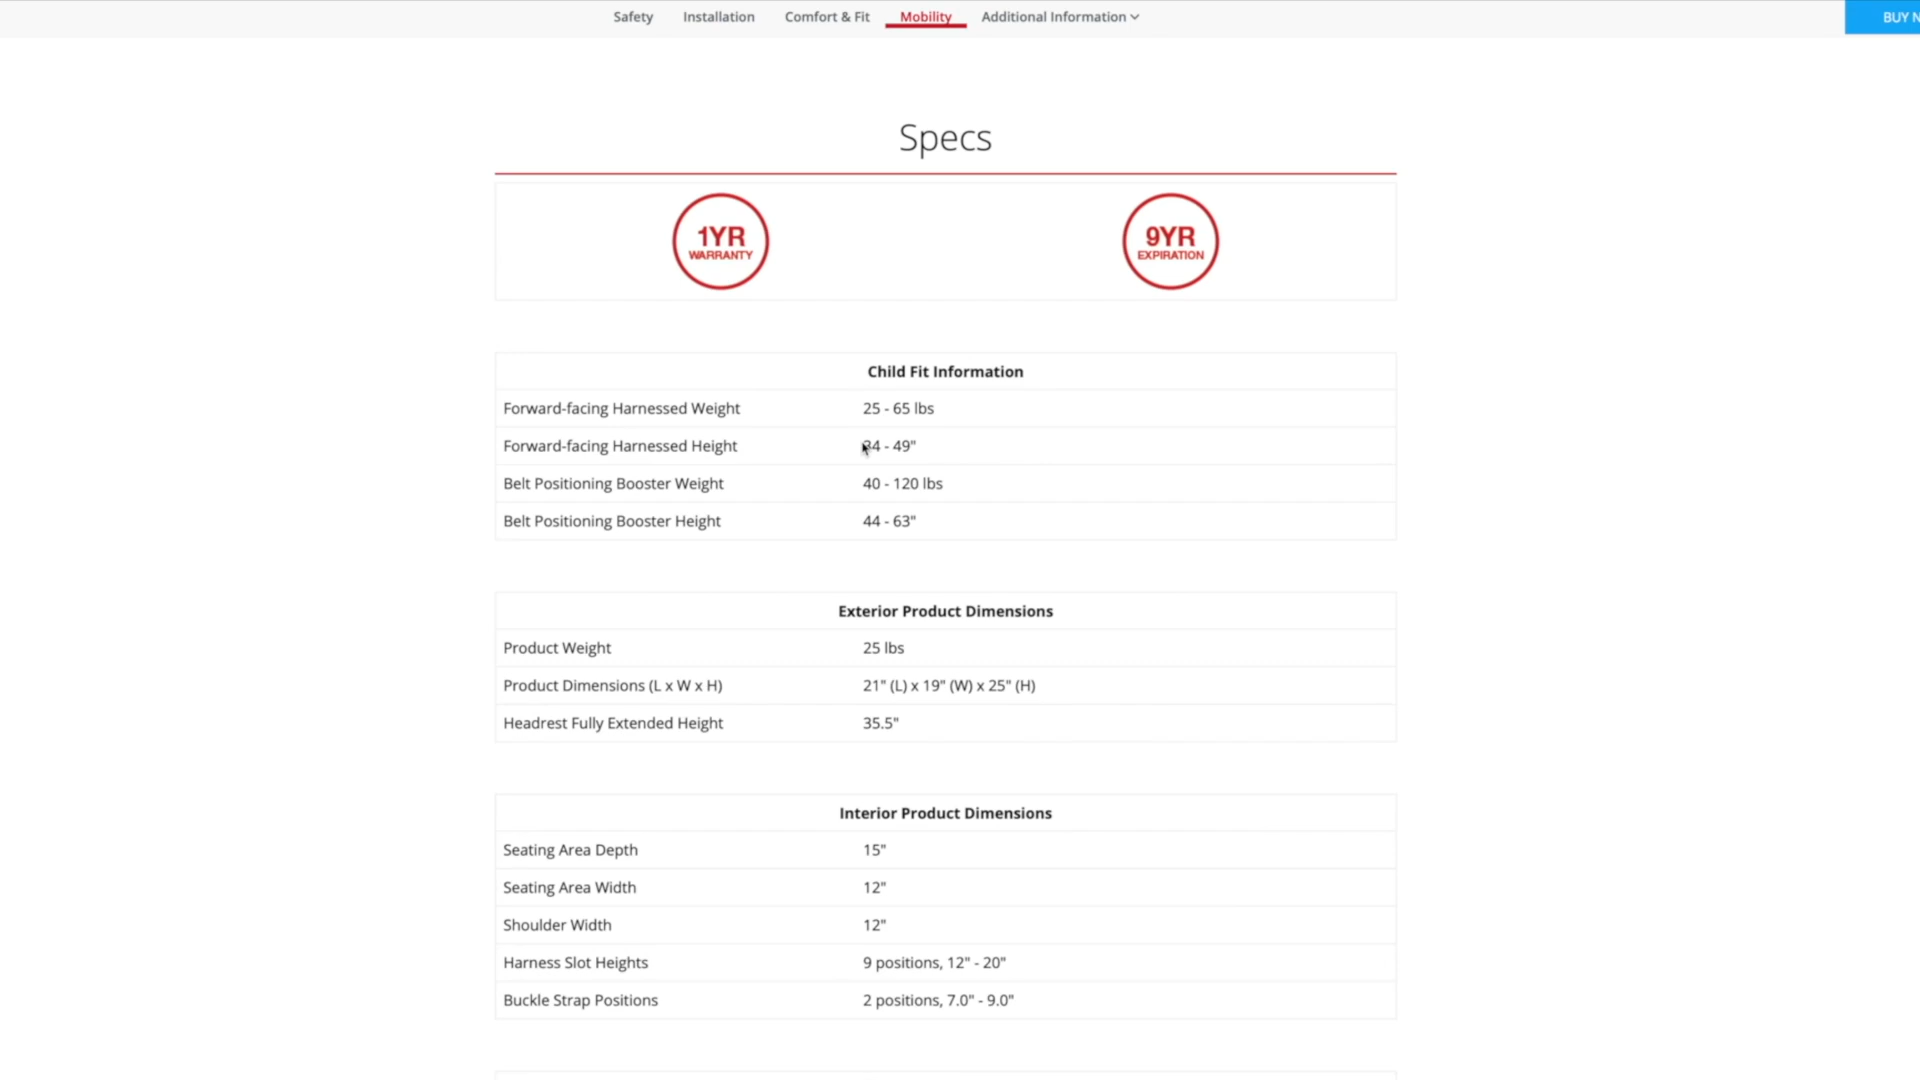 Safety Installation Comfort & Fit Mobility Additional Information
BUY
Specs
1YR
WARRANTY
9YR
EXPIRATION
Child Fit Information
Forward-facing Harnessed Weight 25 - 65 lbs
Forward-facing Harnessed Height 34 - 49"
Belt Positioning Booster Weight 40 - 120 lbs
Belt Positioning Booster Height 44 - 63"
Exterior Product Dimensions
Product Weight 25 lbs
Product Dimensions (L x W x H) 21" (L) x 19" (W) x 25" (H)
Headrest Fully Extended Height 35.5"
Interior Product Dimensions
Seating Area Depth 15"
Seating Area Width 12"
Shoulder Width 12"
Harness Slot Heights 9 positions, 12" - 20"
Buckle Strap Positions 2 positions, 7.0" - 9.0"